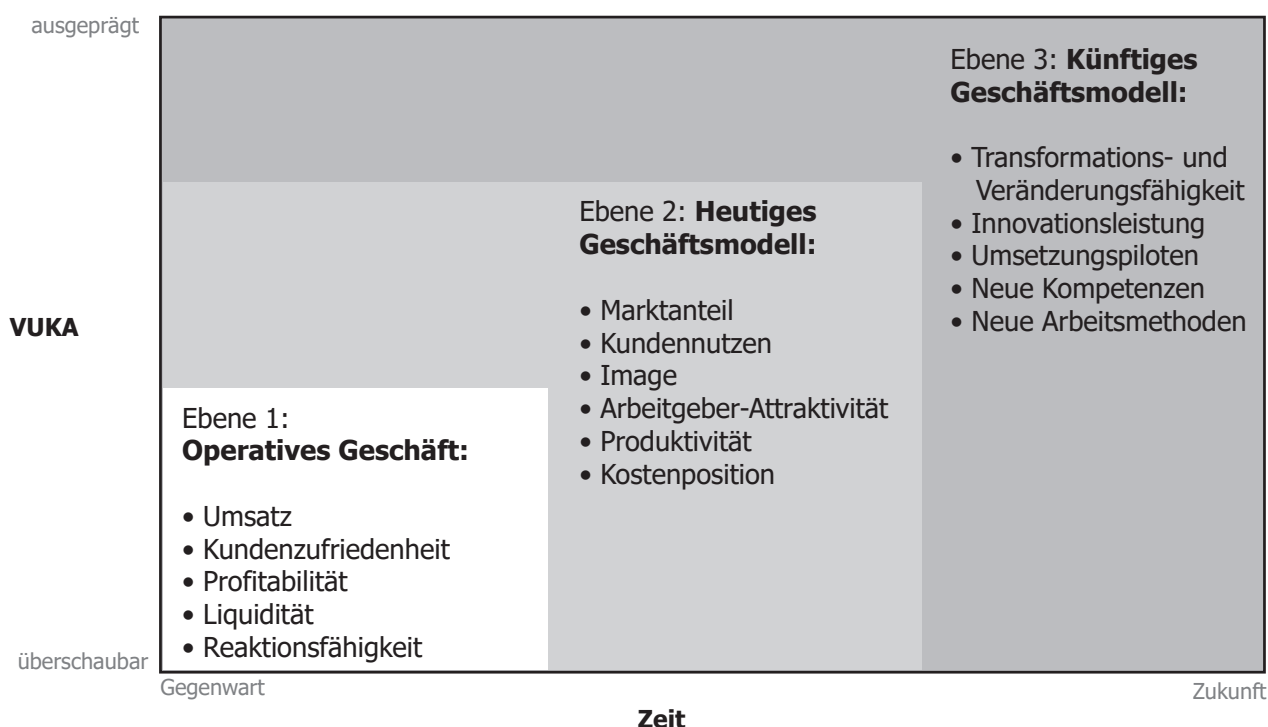 ausgeprägt
Ebene 3: Künftiges
Geschäftsmodell:
• Transformations- und
Veränderungsfähigkeit
• Innovationsleistung
• Umsetzungspiloten
• Neue Kompetenzen
• Neue Arbeitsmethoden
Ebene 2: Heutiges
Geschäftsmodell:
• Marktanteil
• Kundennutzen
• Image
• Arbeitgeber-Attraktivität
• Produktivität
• Kostenposition
VUKA
Ebene 1:
Operatives Geschäft:
• Umsatz
• Kundenzufriedenheit
• Profitabilität
• Liquidität
• Reaktionsfähigkeit
überschaubar
Gegenwart
Zukunft
Zeit